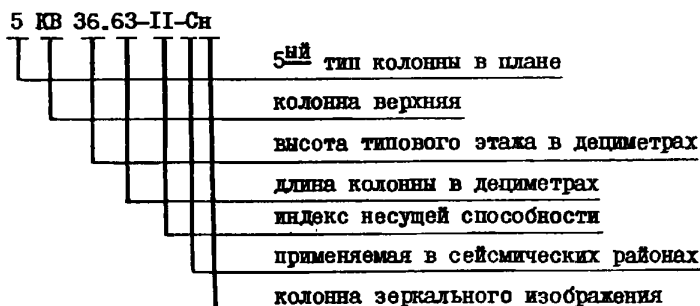 5 КВ 36.63-II-Сн
5ый тип колонны в плане
колонна верхняя
высота типового этажа в дециметрах
длина колонны в дециметрах
индекс несущей способности
применяемая в сейсмических районах
колонна зеркального изображения